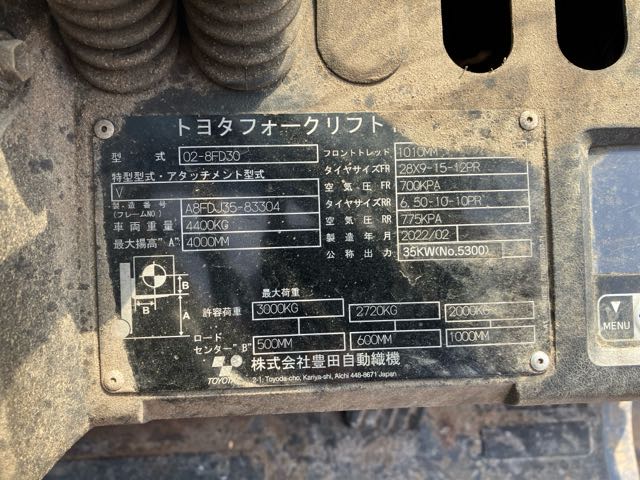 トヨタフォークリフト
型式 02-8FD30 フロントトレッド 1010MM
特型型式・アタッチメント型式 タイヤサイズFR 28X9-15-12PR
V 空気圧FR 700KPA
製造番号 (フレームNO.) A8FDJ35-83304 タイヤサイズRR 6.50-10-10PR
車両重量 4400KG 空気圧RR 775KPA
最大揚高"A" 4000MM 製造年月 2022/02
公称出力 35KW(No.5300)
B
B
A
最大荷重
許容荷重 3000KG 2720KG 2000KG
ロードセンター"B" 500MM 600MM 1000MM
株式会社豊田自動織機
TOYOTA 2-1, Toyoda-cho, Kariya-shi, Aichi 448-8671 Japan
MENU